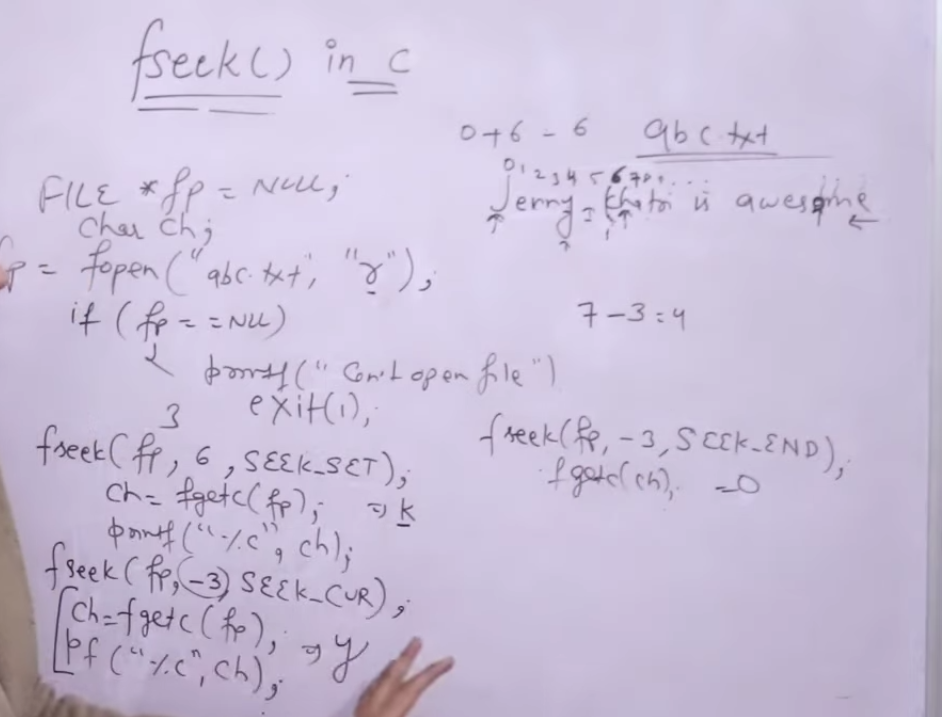 fseek() in C
0+6-6 abc.txt
0 1 2 3 4 5 6 7 8 . . . .
Jenny_Khatri is awesome
FILE *fp = NULL;
Char ch;
fp = fopen("abc.txt", "r");
if (fp==NULL)
7-3=4
{ printf("Can't open file")
exit(1);
3
fseek(fp, 6, SEEK_SET);
ch= fgetc(fp); ⇒ k
printf("%c", ch);
fseek(fp, -3, SEEK_END);
fgetc(ch); =0
fseek(fp,(-3) SEEK_CUR);
ch=fgetc(fp); ⇒ y
pf("%c", ch);